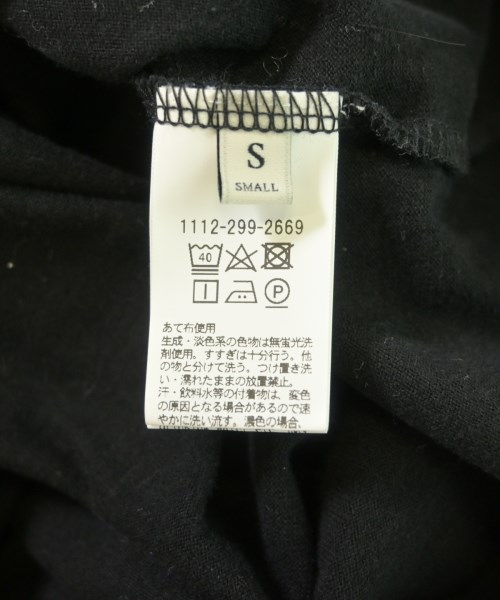 S
SMALL
1112-299-2669
40
P
あて布使用
生成・淡色系の色物は無蛍光洗
剤使用。すすぎは十分行う。他
の物と分けて洗う。つけ置き洗
い・濡れたままの放置禁止。
汗・飲料水等の付着物は、変色
の原因となる場合があるので速
やかに洗い流す。濃色の場合、